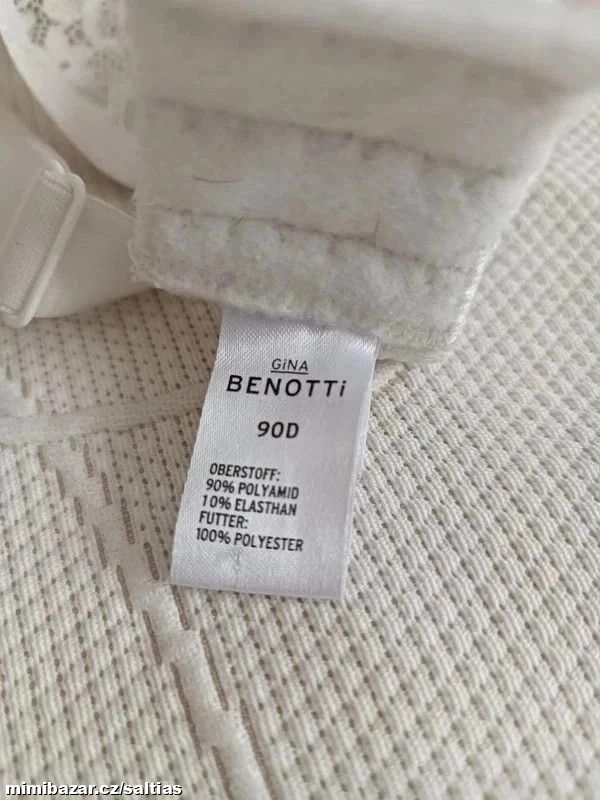 GiNA
BENOTTi
90D
OBERSTOFF:
90% POLYAMID
10% ELASTHAN
FUTTER:
100% POLYESTER
mimibazar.cz/saltias